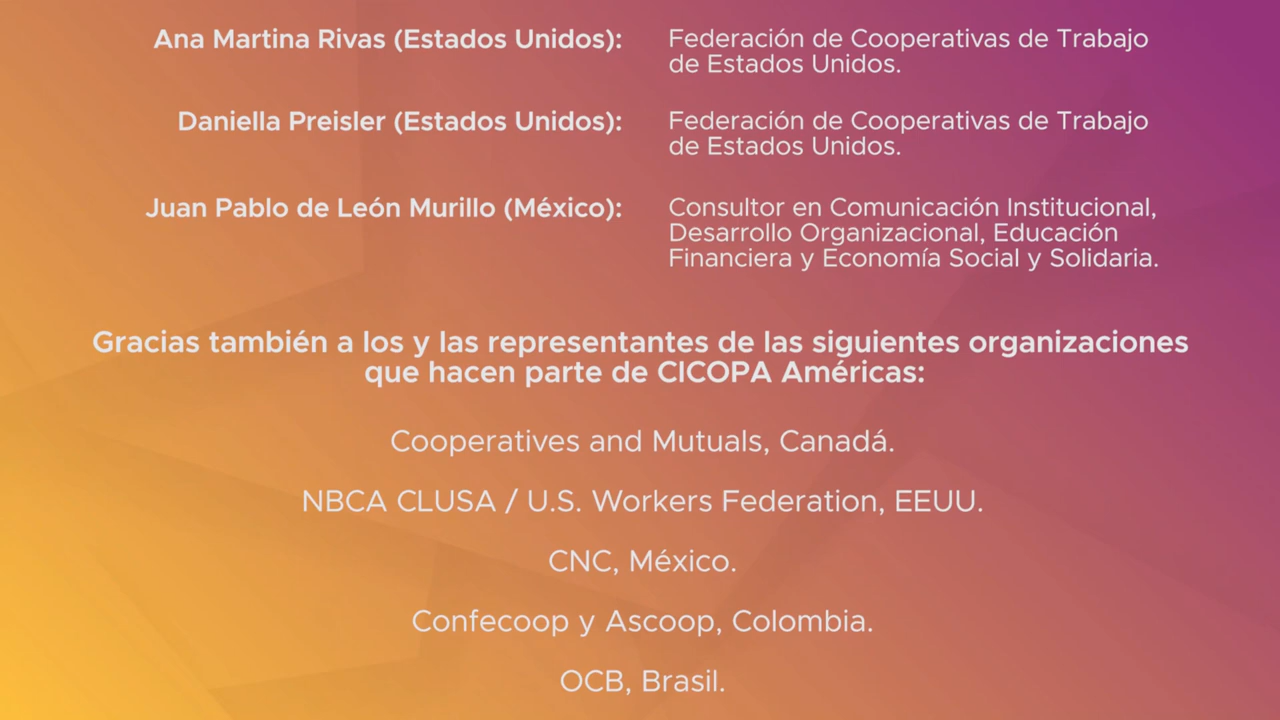 Ana Martina Rivas (Estados Unidos): Federación de Cooperativas de Trabajo
de Estados Unidos.
Daniella Preisler (Estados Unidos): Federación de Cooperativas de Trabajo
de Estados Unidos.
Juan Pablo de León Murillo (México): Consultor en Comunicación Institucional,
Desarrollo Organizacional, Educación
Financiera y Economía Social y Solidaria.
Gracias también a los y las representantes de las siguientes organizaciones
que hacen parte de CICOPA Américas:
Cooperatives and Mutuals, Canadá.
NBCA CLUSA / U.S. Workers Federation, EEUU.
CNC, México.
Confecoop y Ascoop, Colombia.
OCB, Brasil.